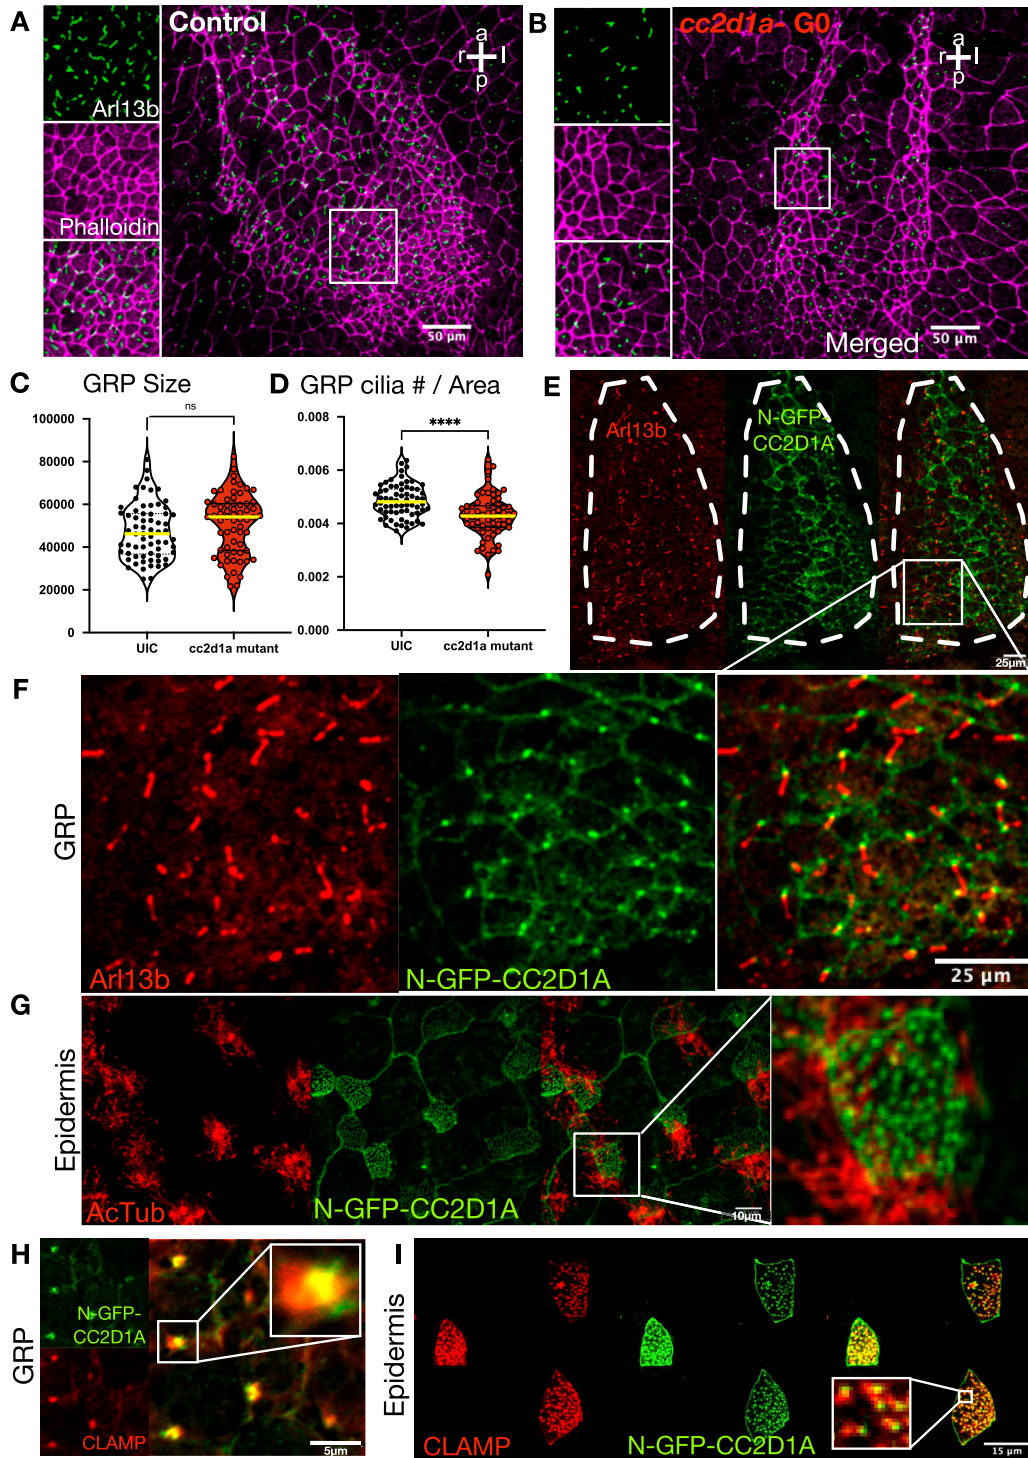 A
Control
a
r
l
p
Arl13b
Phalloidin
50 µm
B
cc2d1a- G0
a
r
l
p
Merged
50 µm
C
GRP Size
ns
100000
80000
60000
40000
20000
0
UIC
cc2d1a mutant
D
GRP cilia # / Area
****
0.008
0.006
0.004
0.002
0.000
UIC
cc2d1a mutant
E
Arl13b
N-GFP-
CC2D1A
25µm
F
GRP
Arl13b
N-GFP-CC2D1A
25 µm
G
Epidermis
AcTub
N-GFP-CC2D1A
10µm
H
GRP
N-GFP-
CC2D1A
CLAMP
5µm
I
Epidermis
CLAMP
N-GFP-CC2D1A
15 µm